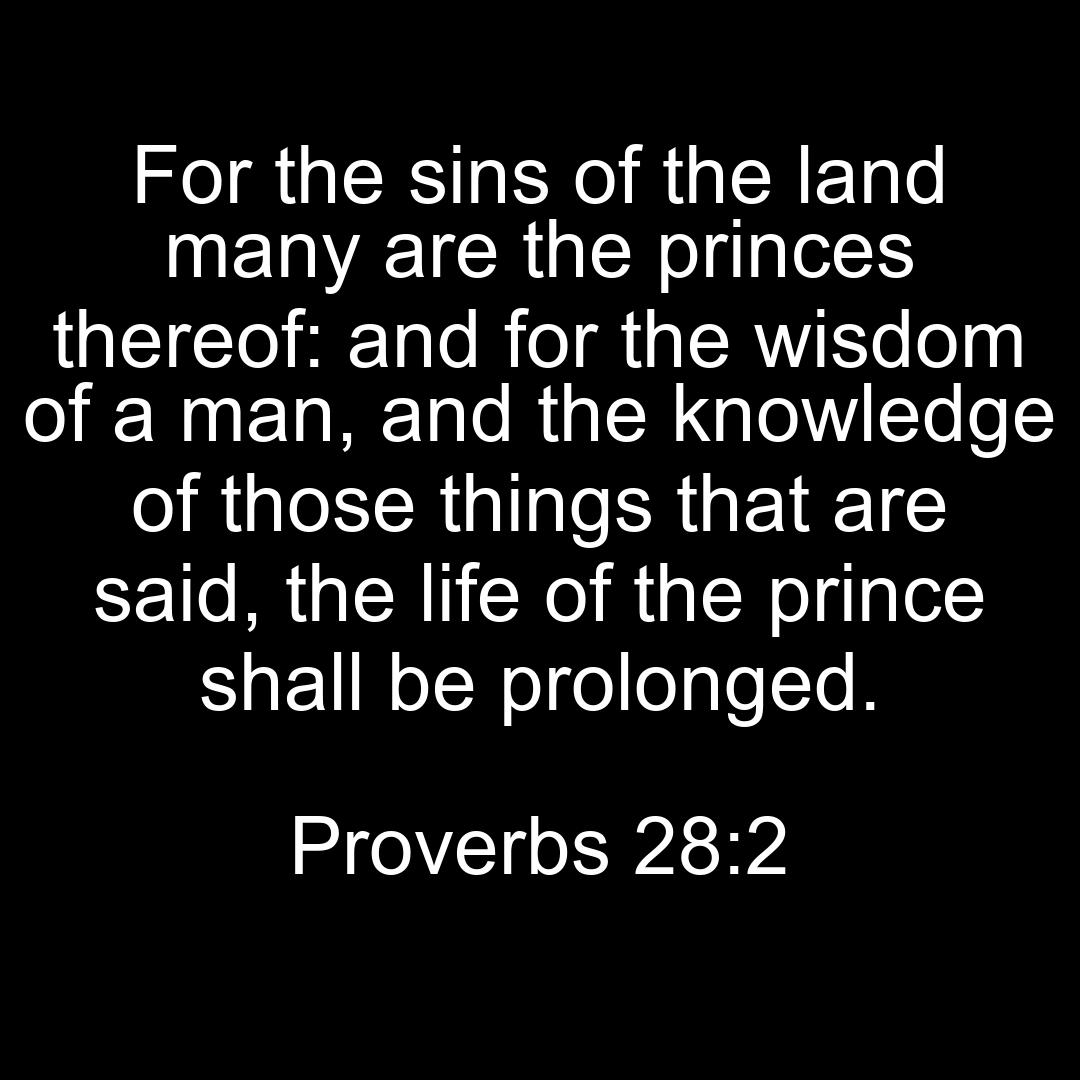 For the sins of the land
many are the princes
thereof: and for the wisdom
of a man, and the knowledge
of those things that are
said, the life of the prince
shall be prolonged.
Proverbs 28:2